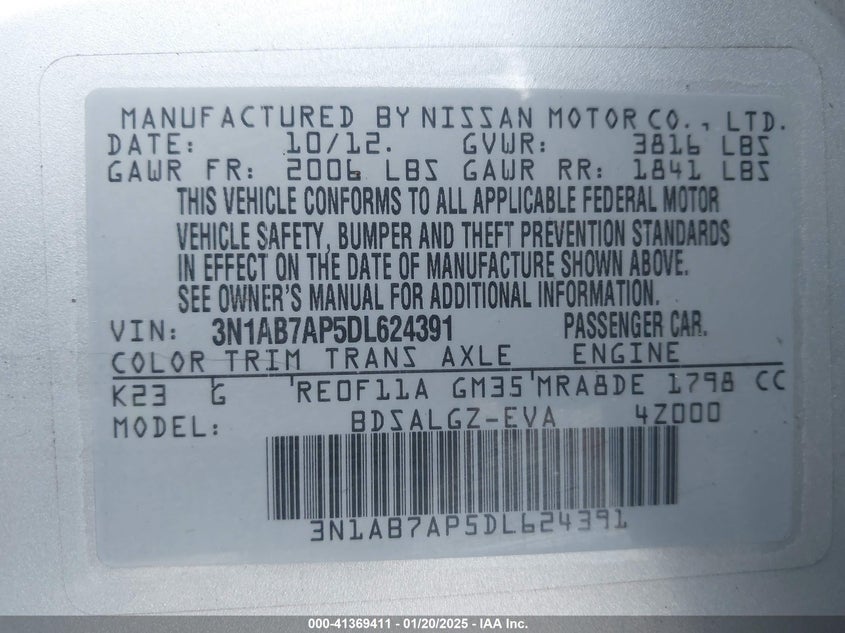 MANUFACTURED BY NISSAN MOTOR CO., LTD.
DATE: 10/12. GVWR: 3816 LBS
GAWR FR: 2006 LBS GAWR RR: 1841 LBS
THIS VEHICLE CONFORMS TO ALL APPLICABLE FEDERAL MOTOR
VEHICLE SAFETY, BUMPER AND THEFT PREVENTION STANDARDS
IN EFFECT ON THE DATE OF MANUFACTURE SHOWN ABOVE.
SEE OWNER'S MANUAL FOR ADDITIONAL INFORMATION.
VIN: 3N1AB7AP5DL624391 PASSENGER CAR.
COLOR TRIM TRANS AXLE ENGINE
K23 G RE0F11A GM35 MRA8DE 1798 CC
MODEL: BDSALGZ-EVA 4Z000
3N1AB7AP5DL624391
000-41369411 - 01/20/2025 - IAA Inc.